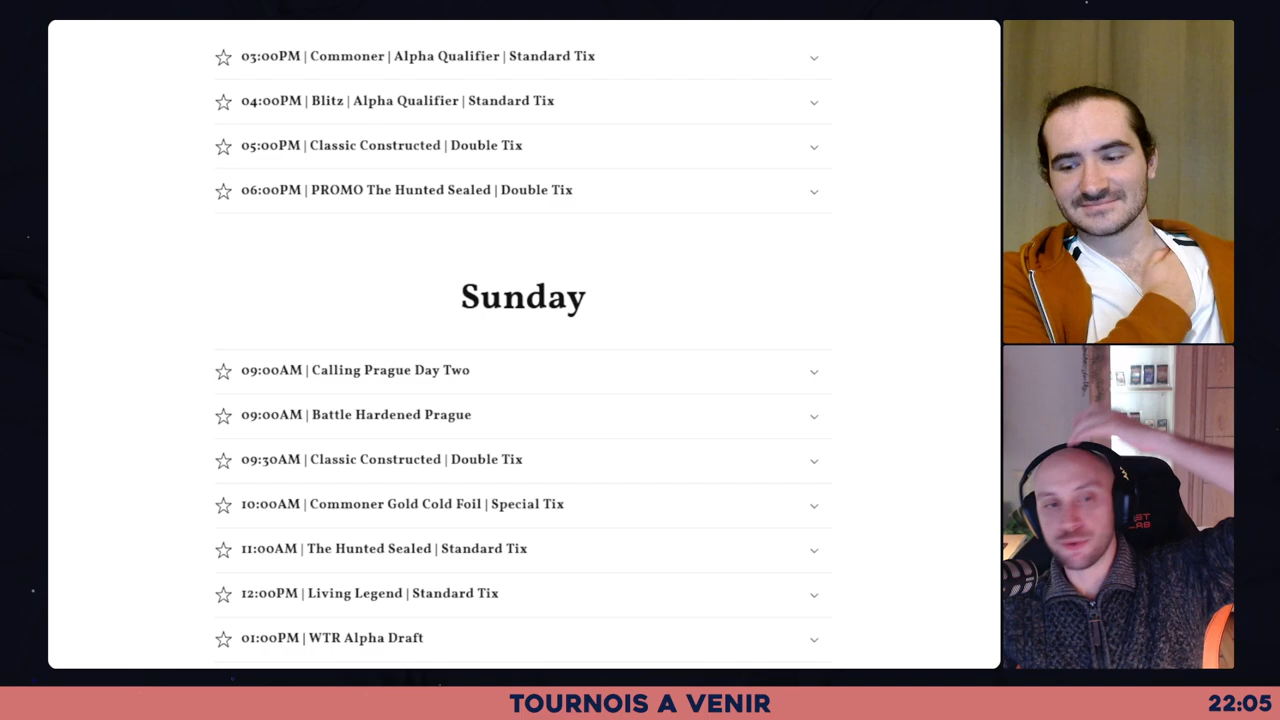 03:00PM | Commoner | Alpha Qualifier | Standard Tix
04:00PM | Blitz | Alpha Qualifier | Standard Tix
05:00PM | Classic Constructed | Double Tix
06:00PM | PROMO The Hunted Sealed | Double Tix
Sunday
09:00AM | Calling Prague Day Two
09:00AM | Battle Hardened Prague
09:30AM | Classic Constructed | Double Tix
10:00AM | Commoner Gold Cold Foil | Special Tix
11:00AM | The Hunted Sealed | Standard Tix
12:00PM | Living Legend | Standard Tix
01:00PM | WTR Alpha Draft
TOURNOIS A VENIR
22:05